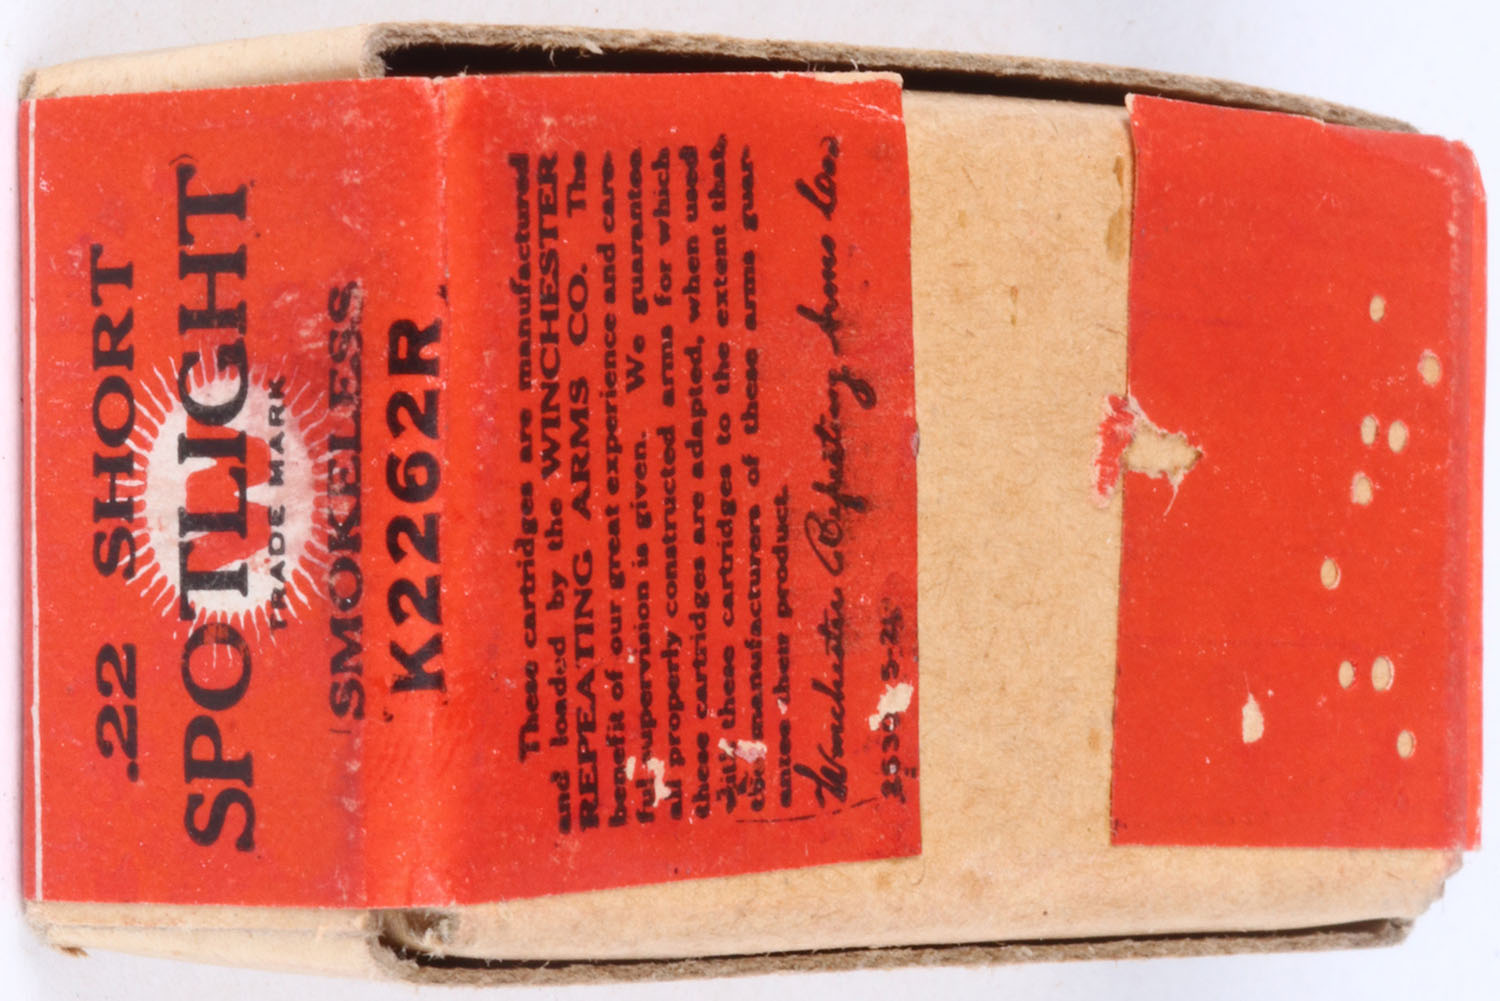 .22 SHORT
SPOTLIGHT
W
TRADE MARK
SMOKELESS
K2262R
These cartridges are manufactured
and loaded by the WINCHESTER
REPEATING ARMS CO. The
benefit of our great experience and care-
ful supervision is given. We guarantee
all properly constructed arms for which
these cartridges are adapted, when used
with these cartridges to the extent that
the manufacturers of these arms guar-
antee their product.
Winchester Repeating Arms Co.